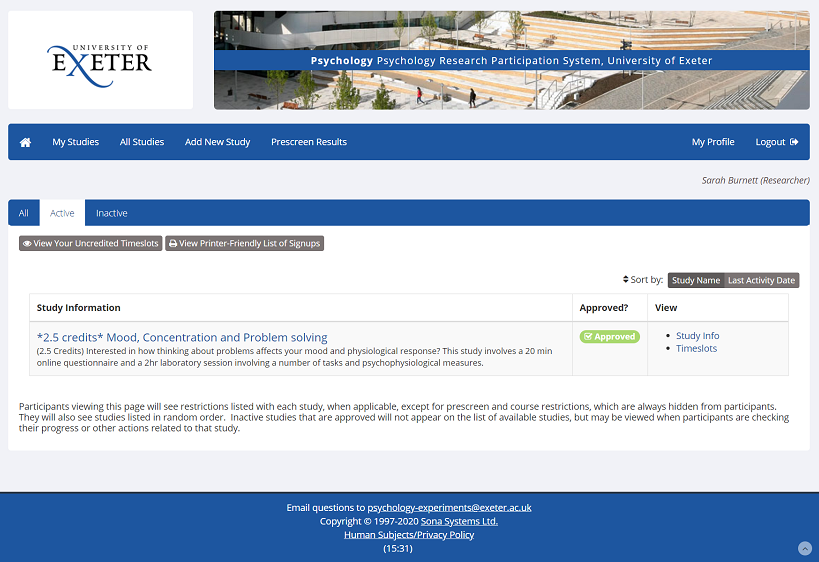 UNIVERSITY OF
EXETER
Psychology Psychology Research Participation System, University of Exeter
My Studies All Studies Add New Study Prescreen Results My Profile Logout
Sarah Burnett (Researcher)
All Active Inactive
View Your Uncredited Timeslots View Printer-Friendly List of Signups
Sort by: Study Name Last Activity Date
Study Information Approved? View
*2.5 credits* Mood, Concentration and Problem solving Approved Study Info
(2.5 Credits) Interested in how thinking about problems affects your mood and physiological response? This study involves a 20 min Timeslots
online questionnaire and a 2hr laboratory session involving a number of tasks and psychophysiological measures.
Participants viewing this page will see restrictions listed with each study, when applicable, except for prescreen and course restrictions, which are always hidden from participants.
They will also see studies listed in random order. Inactive studies that are approved will not appear on the list of available studies, but may be viewed when participants are checking
their progress or other actions related to that study.
Email questions to psychology-experiments@exeter.ac.uk
Copyright © 1997-2020 Sona Systems Ltd.
Human Subjects/Privacy Policy
(15:31)